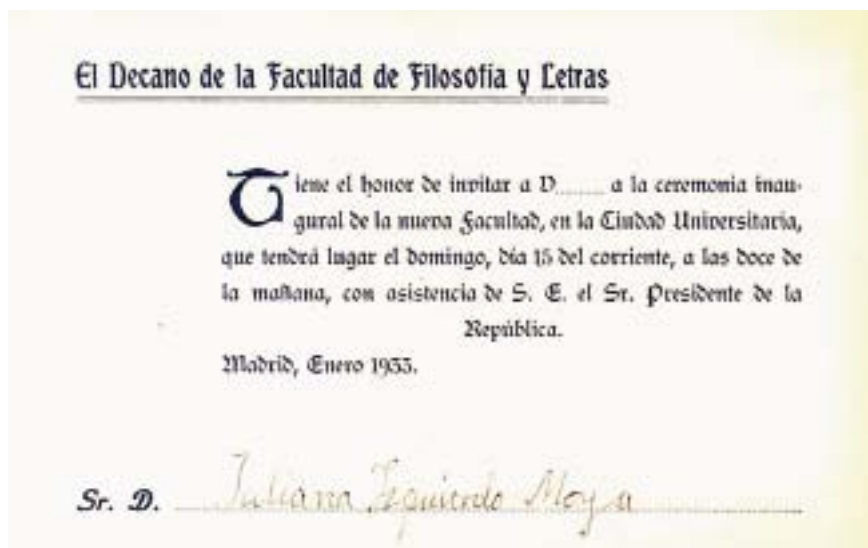 El Decano de la Facultad de Filosofía y Letras
Tiene el honor de invitar a V........ a la ceremonia inau-
gural de la nueva Facultad, en la Ciudad Universitaria,
que tendrá lugar el domingo, día 15 del corriente, a las doce de
la mañana, con asistencia de S. E. el Sr. Presidente de la
República.
Madrid, Enero 1933.
Sr. D. Juliana Izquierdo Moya